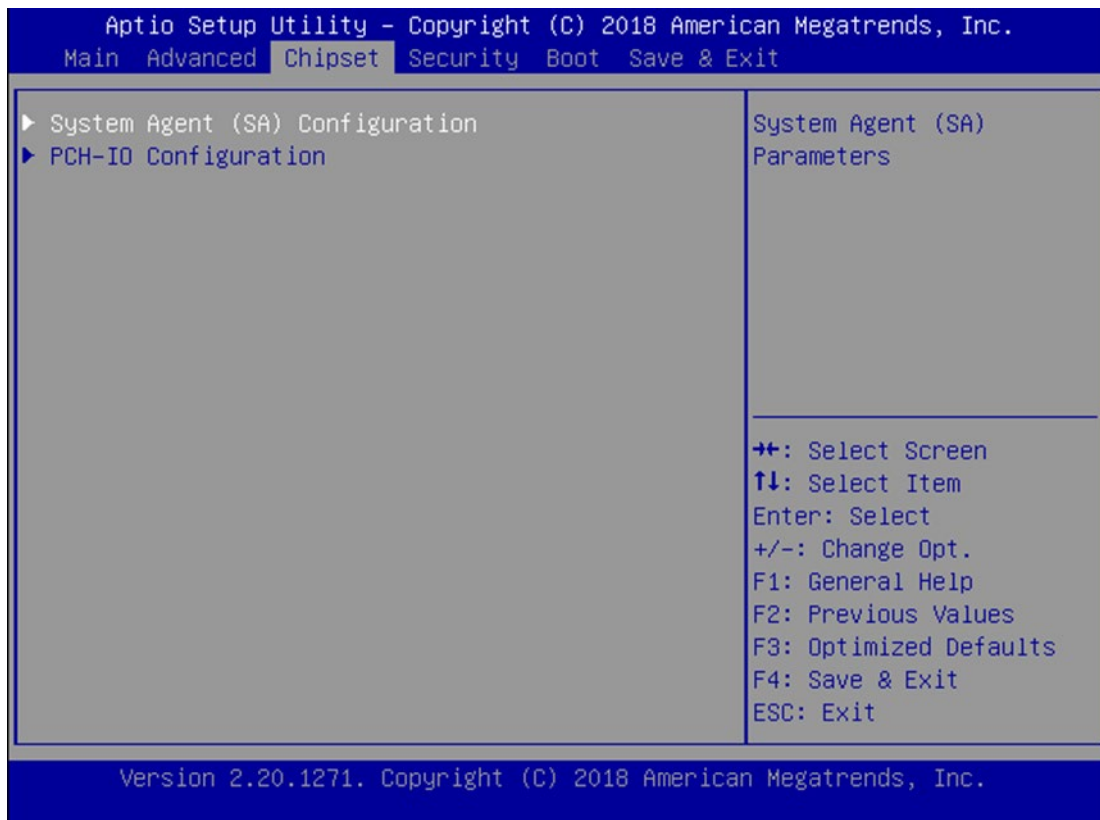 Aptio Setup Utility – Copyright (C) 2018 American Megatrends, Inc.
Main Advanced Chipset Security Boot Save & Exit
System Agent (SA) Configuration
PCH-IO Configuration
System Agent (SA)
Parameters
→←: Select Screen
↑↓: Select Item
Enter: Select
+/-: Change Opt.
F1: General Help
F2: Previous Values
F3: Optimized Defaults
F4: Save & Exit
ESC: Exit
Version 2.20.1271. Copyright (C) 2018 American Megatrends, Inc.